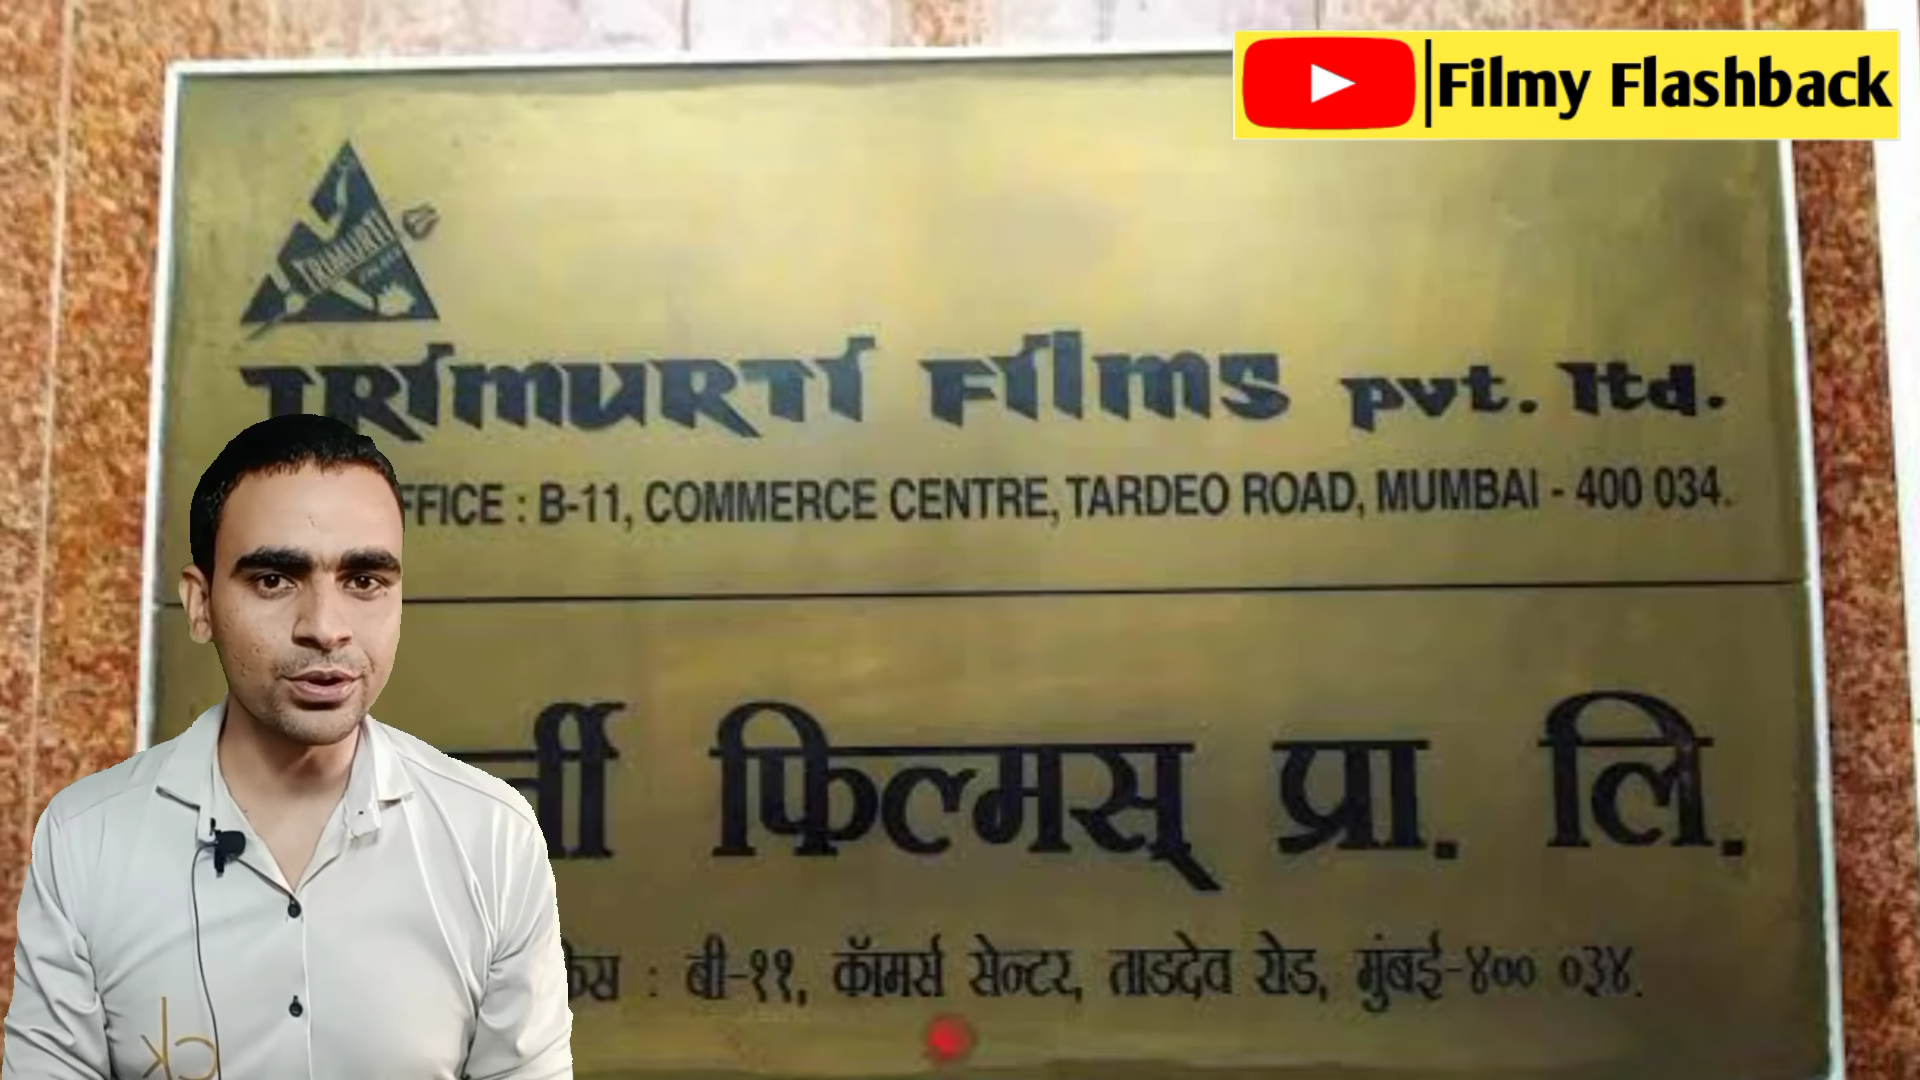 Filmy Flashback
TRIMURTI
TRIMURTI FILMS pvt. ltd.
FFICE : B-11, COMMERCE CENTRE, TARDEO ROAD, MUMBAI - 400 034.
र्ती फिल्मस् प्रा. लि.
फिस : बी-११, कॉमर्स सेन्टर, ताडदेव रोड, मुंबई-४०० ०३४.